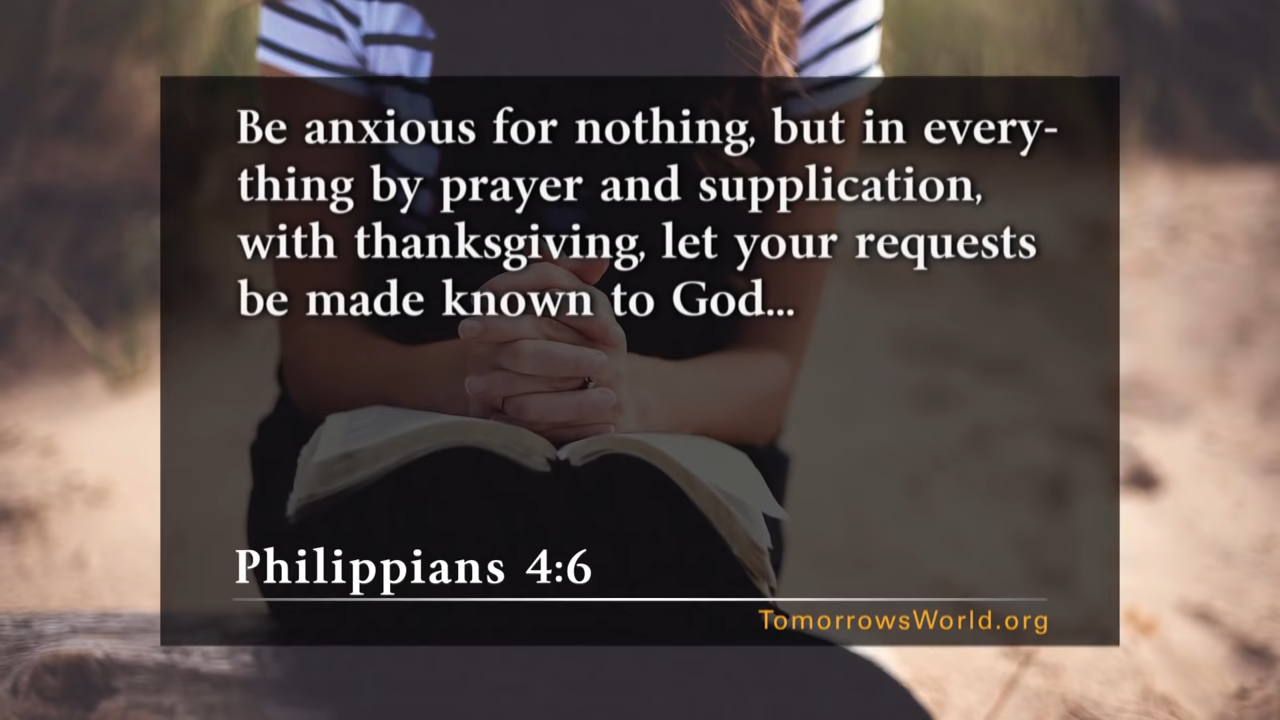 Be anxious for nothing, but in every-
thing by prayer and supplication,
with thanksgiving, let your requests
be made known to God...
Philippians 4:6
TomorrowsWorld.org